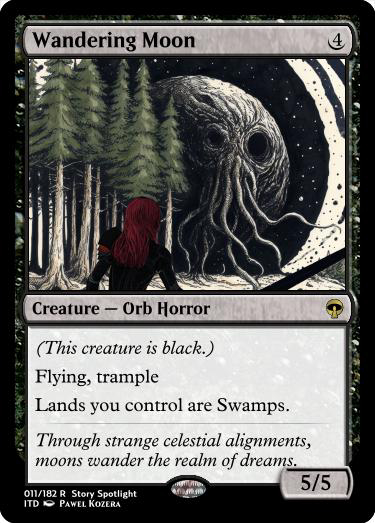 Wandering Moon 4
Creature — Orb Horror
(This creature is black.)
Flying, trample
Lands you control are Swamps.
Through strange celestial alignments,
moons wander the realm of dreams.
5/5
011/182 R Story Spotlight
ITD Pawel Kozera